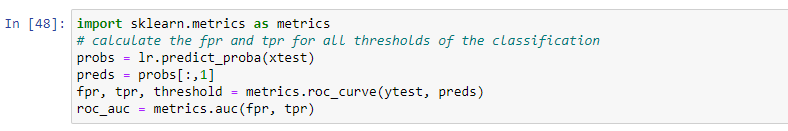 In [48]: import sklearn.metrics as metrics
# calculate the fpr and tpr for all thresholds of the classification
probs = lr.predict_proba(xtest)
preds = probs[:,1]
fpr, tpr, threshold = metrics.roc_curve(ytest, preds)
roc_auc = metrics.auc(fpr, tpr)